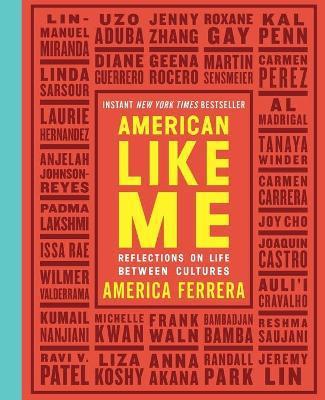 LIN-MANUEL MIRANDA
UZO ADUBA
JENNY ZHANG
ROXANE GAY
KAL PENN
LINDA SARSOUR
DIANE GUERRERO
GEENA ROCERO
MARTIN SENSMEIER
CARMEN PEREZ
LAURIE HERNANDEZ
ANJELAH JOHNSON-REYES
PADMA LAKSHMI
ISSA RAE
WILMER VALDERRAMA
KUMAIL NANJIANI
RAVI V. PATEL
INSTANT NEW YORK TIMES BESTSELLER
AMERICAN
LIKE
ME
REFLECTIONS ON LIFE
BETWEEN CULTURES
AMERICA FERRERA
AL MADRIGAL
TANAYA WINDER
CARMEN CARRERA
JOY CHO
JOAQUIN CASTRO
AULI'I CRAVALHO
RESHMA SAUJANI
JEREMY LIN
MICHELLE KWAN
FRANK WALN
BAMBADJAN BAMBA
LIZA KOSHY
ANNA AKANA
RANDALL PARK